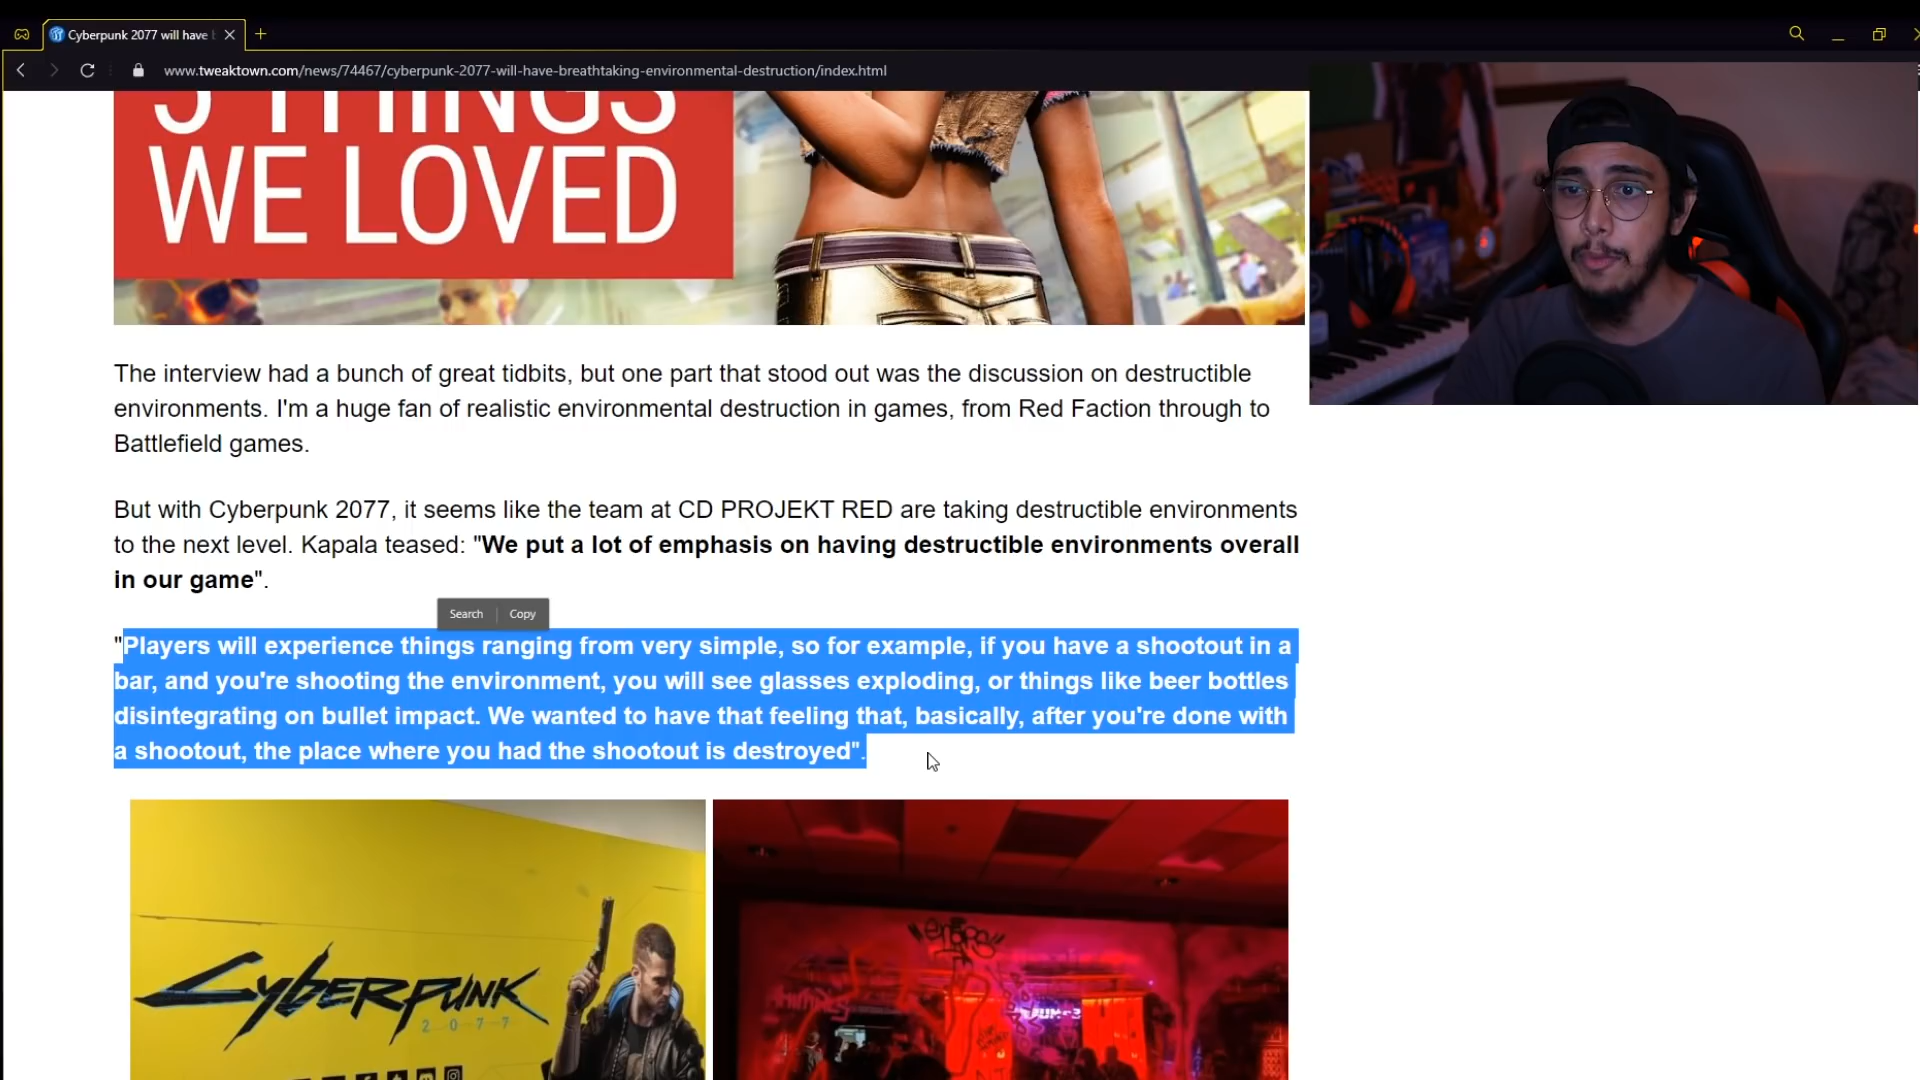 Cyberpunk 2077 will have
www.tweaktown.com/news/74467/cyberpunk-2077-will-have-breathtaking-environmental-destruction/index.html
5 THINGS
WE LOVED
The interview had a bunch of great tidbits, but one part that stood out was the discussion on destructible
environments. I'm a huge fan of realistic environmental destruction in games, from Red Faction through to
Battlefield games.
But with Cyberpunk 2077, it seems like the team at CD PROJEKT RED are taking destructible environments
to the next level. Kapala teased: "We put a lot of emphasis on having destructible environments overall
in our game".
Search
Copy
"Players will experience things ranging from very simple, so for example, if you have a shootout in a
bar, and you're shooting the environment, you will see glasses exploding, or things like beer bottles
disintegrating on bullet impact. We wanted to have that feeling that, basically, after you're done with
a shootout, the place where you had the shootout is destroyed".
CYBERPUNK
2077